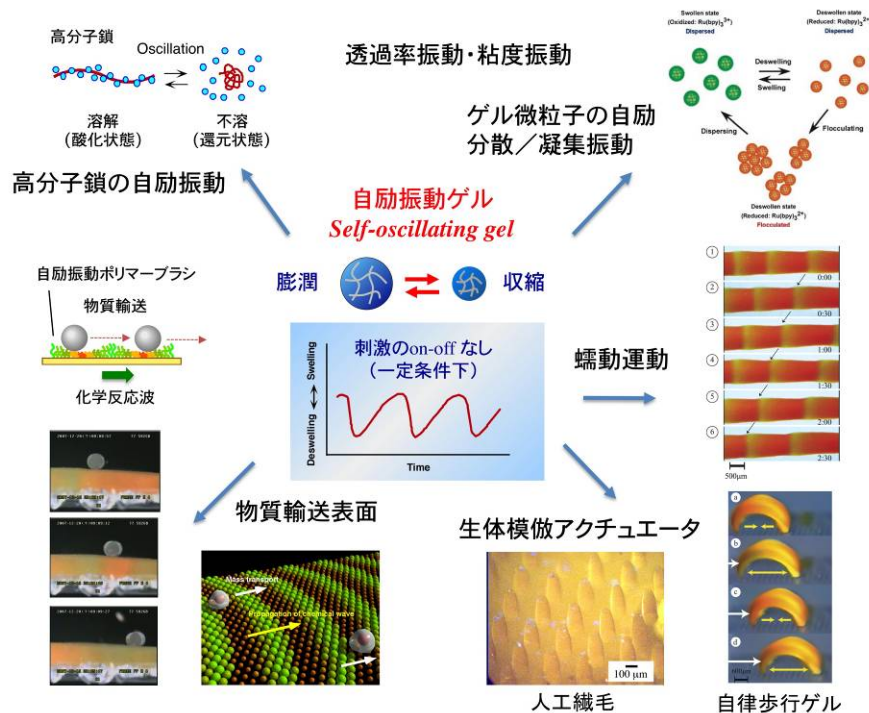 高分子鎖
Oscillation
溶解
(酸化状態)
不溶
(還元状態)
高分子鎖の自励振動
透過率振動・粘度振動
ゲル微粒子の自励
分散／凝集振動
Swollen state
(Oxidized: Ru(bpy)₃³⁺)
Dispersed
Deswollen state
(Reduced: Ru(bpy)₃²⁺)
Dispersed
Deswelling
Swelling
Dispersing
Flocculating
Deswollen state
(Reduced: Ru(bpy)₃²⁺)
Flocculated
自励振動ゲル
Self-oscillating gel
膨潤
収縮
刺激のon-off なし
(一定条件下)
Deswelling ⟷ Swelling
Time
自励振動ポリマーブラシ
物質輸送
化学反応波
蠕動運動
① 0:00
② 0:30
③ 1:00
④ 1:30
⑤ 2:00
⑥ 2:30
500μm
物質輸送表面
Mass transport
Propagation of chemical wave
生体模倣アクチュエータ
100 μm
人工繊毛
a
b
c
d
自律歩行ゲル